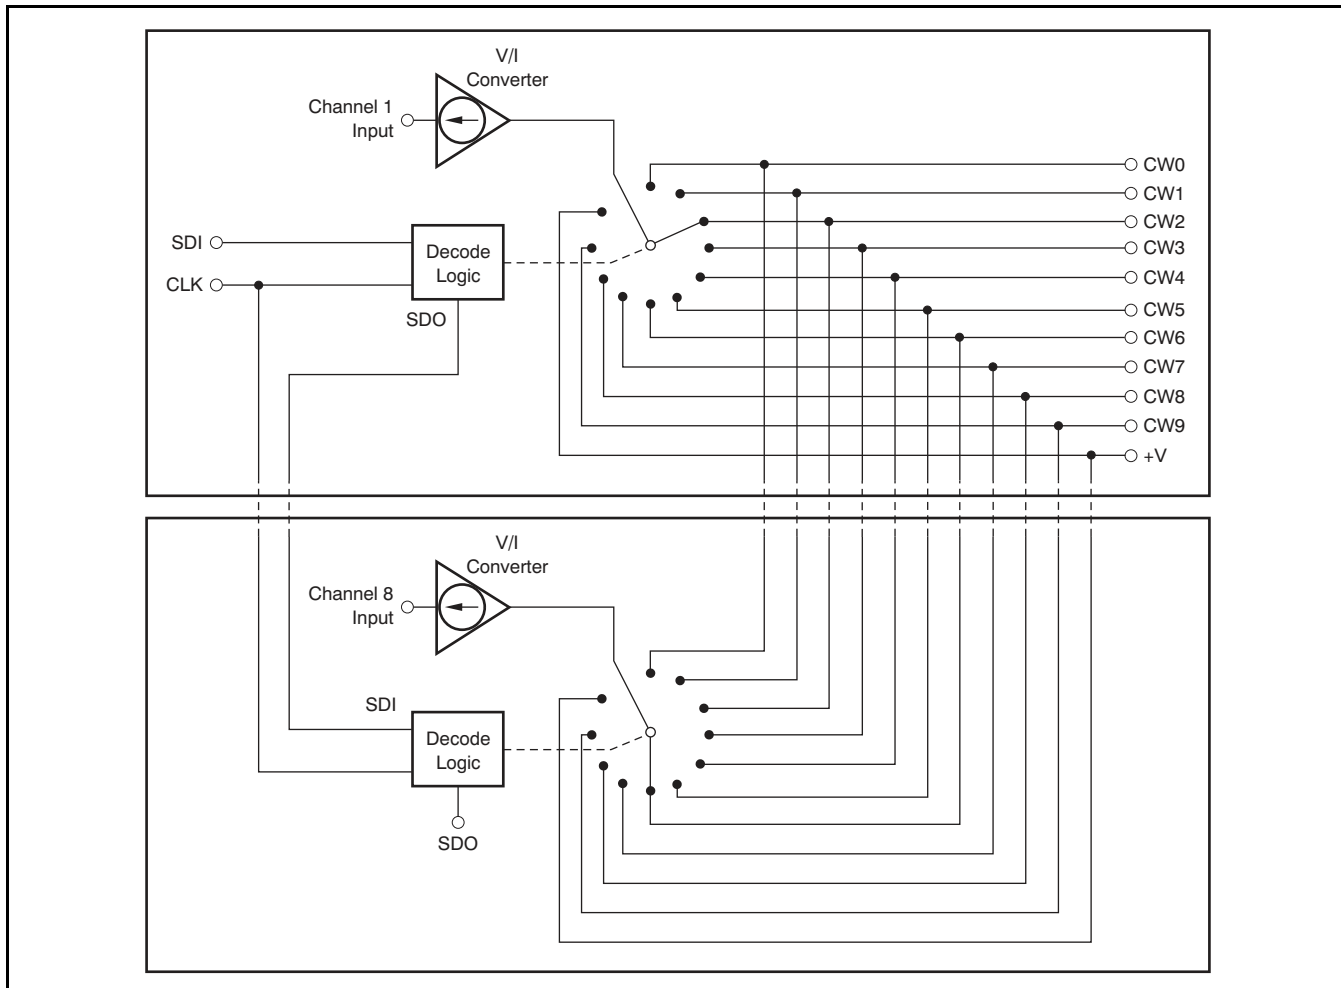 V/I
Converter
Channel 1
Input
CW0
CW1
CW2
SDI
Decode
Logic
CW3
CLK
CW4
SDO
CW5
CW6
CW7
CW8
CW9
+V
V/I
Converter
Channel 8
Input
SDI
Decode
Logic
SDO